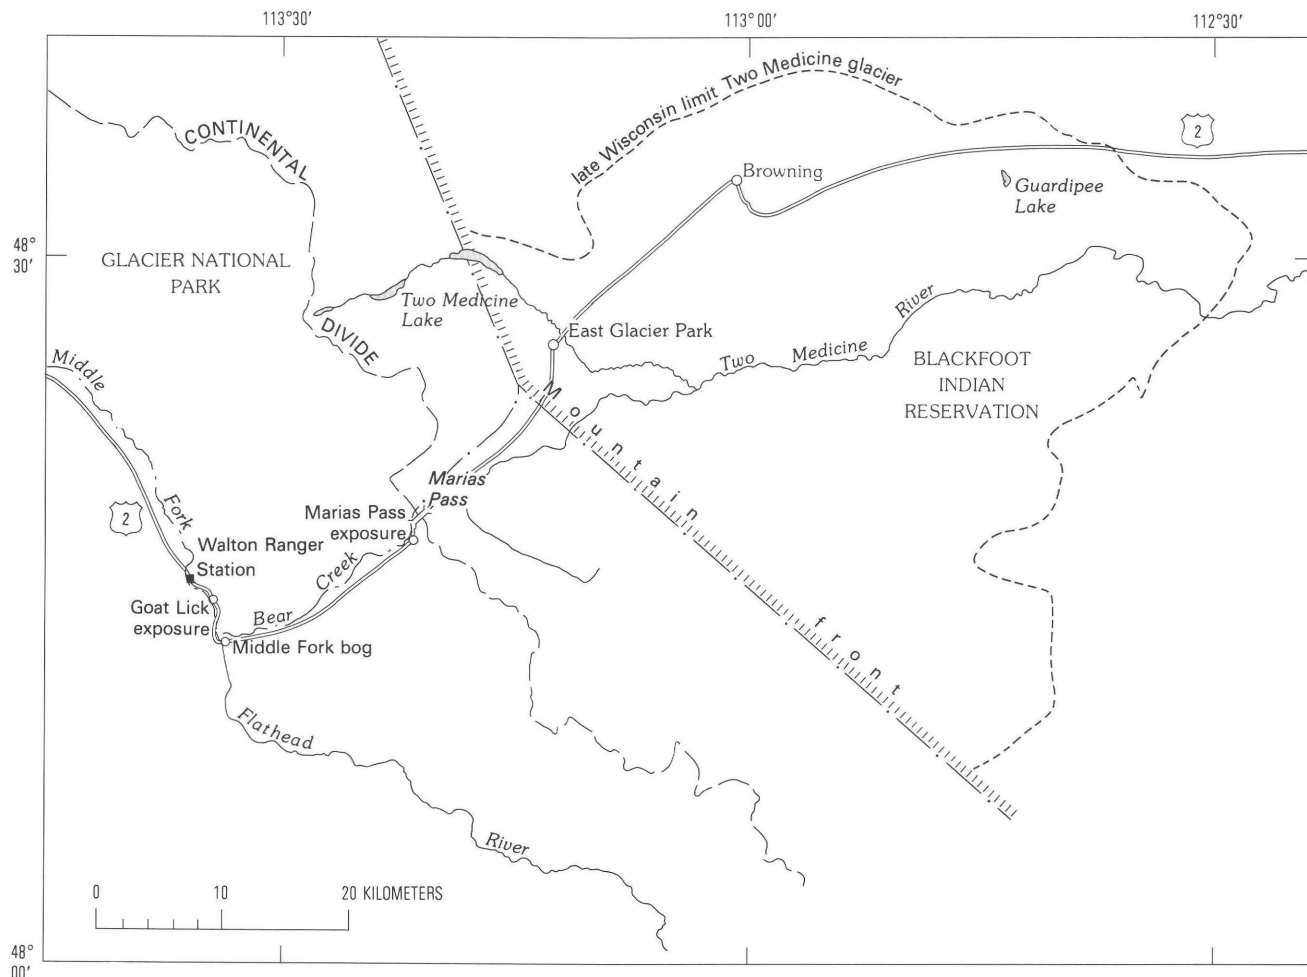 113°30′
113°00′
112°30′
late Wisconsin limit Two Medicine glacier
CONTINENTAL
2
Browning
Guardipee
Lake
48°
30′
GLACIER NATIONAL
PARK
Two Medicine
Lake
River
DIVIDE
East Glacier Park
Middle
Two Medicine
BLACKFOOT
INDIAN
RESERVATION
Mountain front
Marias
Pass
Fork
Marias Pass
exposure
2
Walton Ranger
Station
Creek
Goat Lick
exposure
Bear
Middle Fork bog
Flathead
River
0 10 20 KILOMETERS
48°
00′